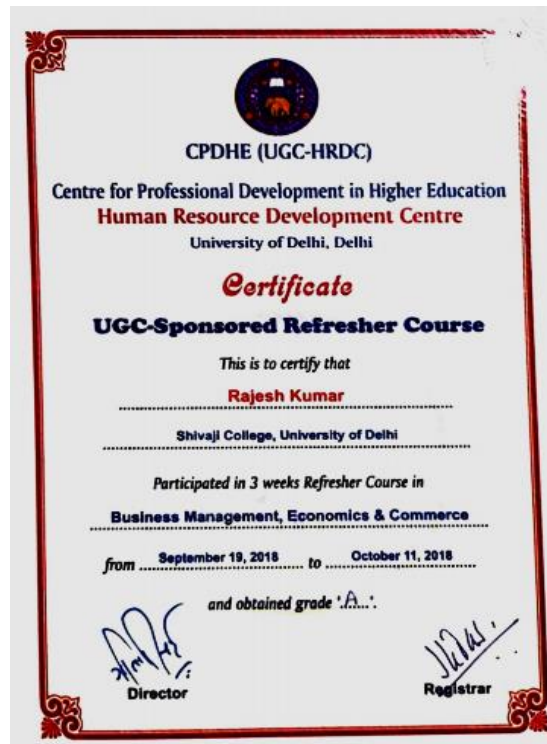 CPDHE (UGC-HRDC)
Centre for Professional Development in Higher Education
Human Resource Development Centre
University of Delhi, Delhi
Certificate
UGC-Sponsored Refresher Course
This is to certify that
Rajesh Kumar
Shivaji College, University of Delhi
Participated in 3 weeks Refresher Course in
Business Management, Economics & Commerce
from September 19, 2018 to October 11, 2018
and obtained grade '.A....'.
Director Registrar